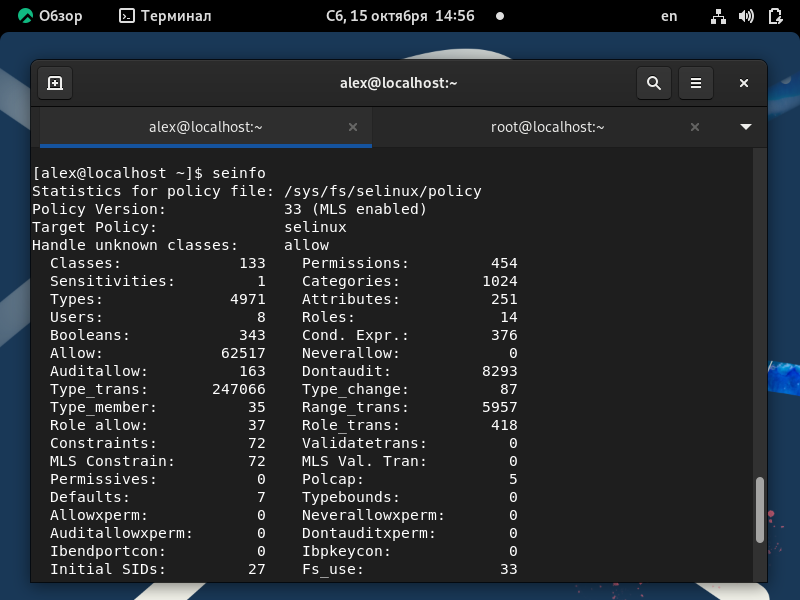 Обзор Терминал Сб, 15 октября 14:56 en
alex@localhost:~
alex@localhost:~ root@localhost:~
[alex@localhost ~]$ seinfo
Statistics for policy file: /sys/fs/selinux/policy
Policy Version: 33 (MLS enabled)
Target Policy: selinux
Handle unknown classes: allow
Classes: 133 Permissions: 454
Sensitivities: 1 Categories: 1024
Types: 4971 Attributes: 251
Users: 8 Roles: 14
Booleans: 343 Cond. Expr.: 376
Allow: 62517 Neverallow: 0
Auditallow: 163 Dontaudit: 8293
Type_trans: 247066 Type_change: 87
Type_member: 35 Range_trans: 5957
Role allow: 37 Role_trans: 418
Constraints: 72 Validatetrans: 0
MLS Constrain: 72 MLS Val. Tran: 0
Permissives: 0 Polcap: 5
Defaults: 7 Typebounds: 0
Allowxperm: 0 Neverallowxperm: 0
Auditallowxperm: 0 Dontauditxperm: 0
Ibendportcon: 0 Ibpkeycon: 0
Initial SIDs: 27 Fs_use: 33